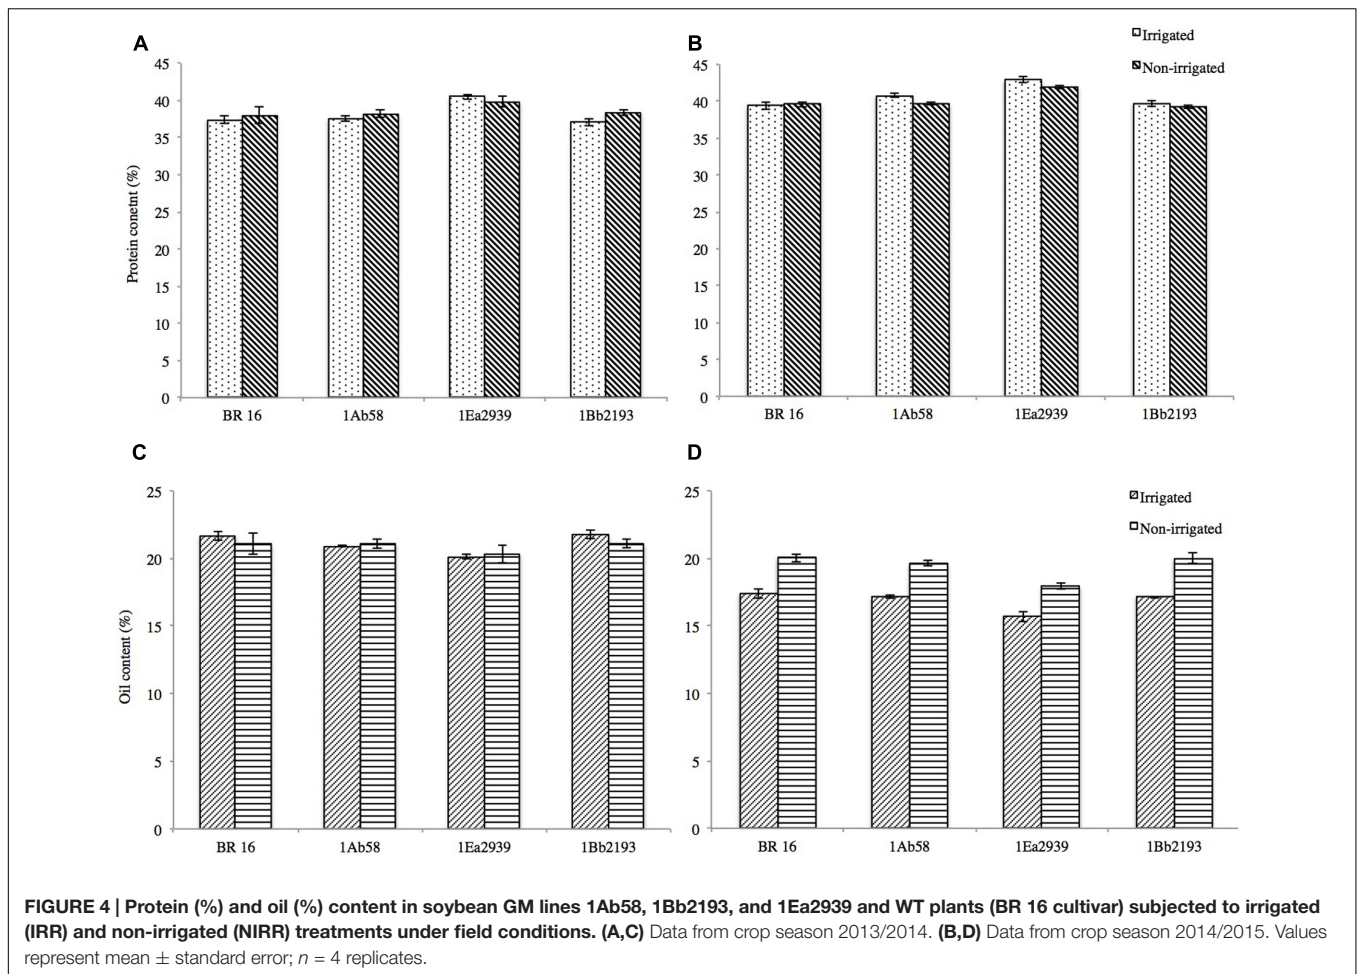 A
45
40
35
30
25
20
15
10
5
0
Protein conetnt (%)
BR 16 1Ab58 1Ea2939 1Bb2193
B
Irrigated
Non-irrigated
45
40
35
30
25
20
15
10
5
0
BR 16 1Ab58 1Ea2939 1Bb2193
C
25
20
15
10
5
0
Oil content (%)
BR 16 1Ab58 1Ea2939 1Bb2193
D
Irrigated
Non-irrigated
25
20
15
10
5
0
BR 16 1Ab58 1Ea2939 1Bb2193
FIGURE 4 | Protein (%) and oil (%) content in soybean GM lines 1Ab58, 1Bb2193, and 1Ea2939 and WT plants (BR 16 cultivar) subjected to irrigated
(IRR) and non-irrigated (NIRR) treatments under field conditions. (A,C) Data from crop season 2013/2014. (B,D) Data from crop season 2014/2015. Values
represent mean ± standard error; n = 4 replicates.